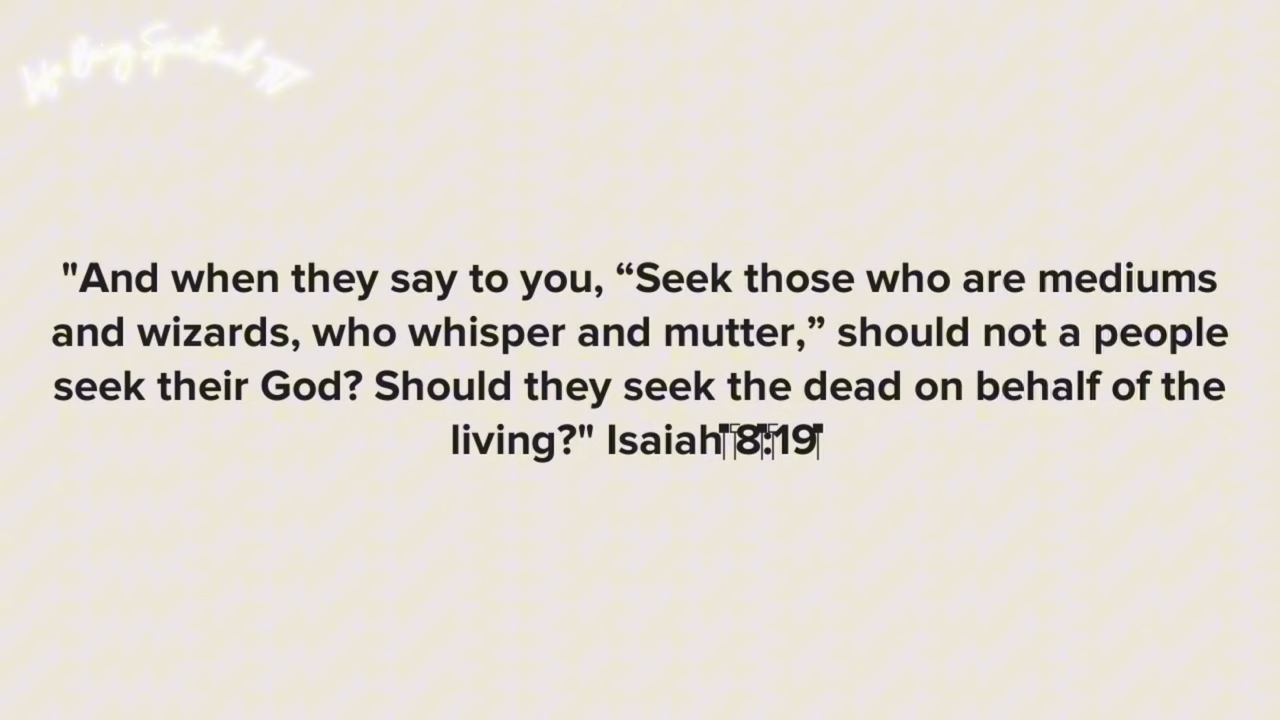 "And when they say to you, “Seek those who are mediums
and wizards, who whisper and mutter,” should not a people
seek their God? Should they seek the dead on behalf of the
living?" Isaiah 8:19